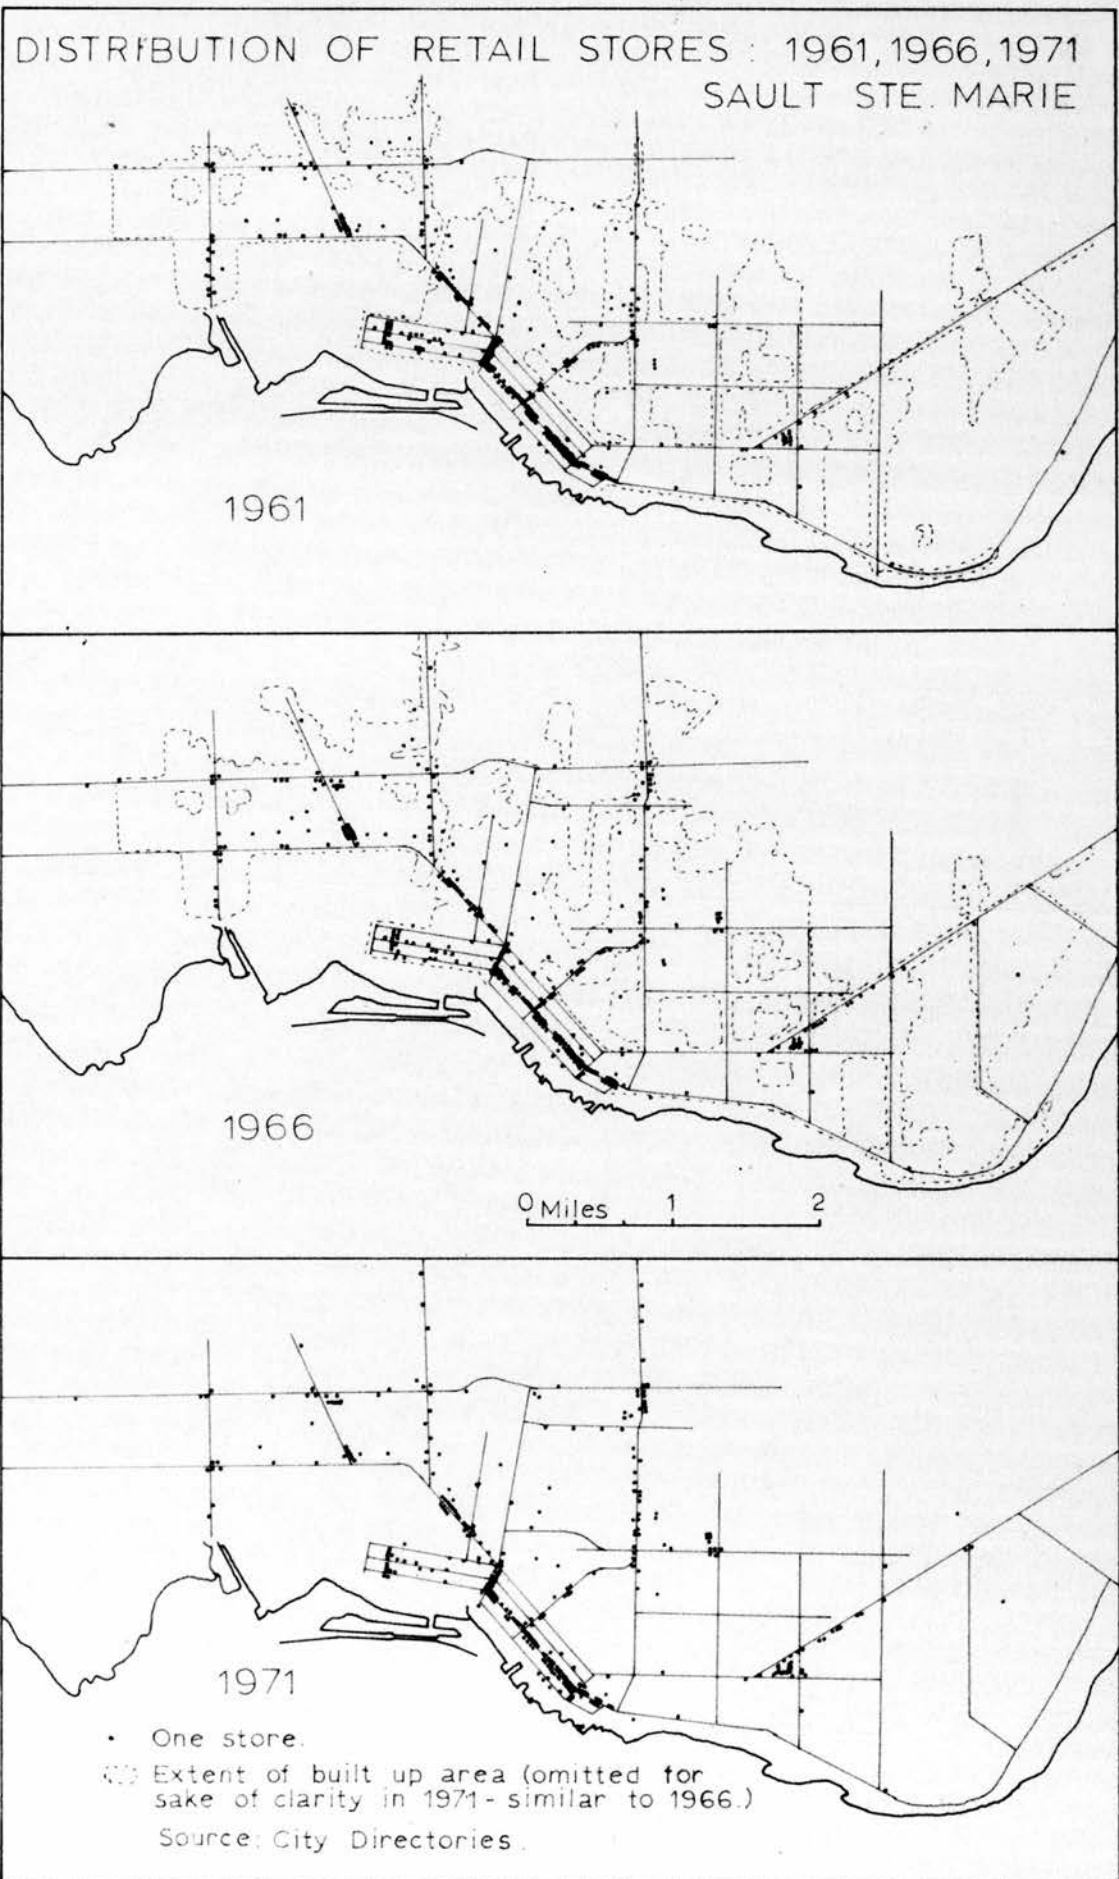 DISTRIBUTION OF RETAIL STORES : 1961, 1966, 1971
SAULT STE. MARIE
1961
1966
0 Miles 1 2
1971
One store.
Extent of built up area (omitted for
sake of clarity in 1971 - similar to 1966.)
Source: City Directories.